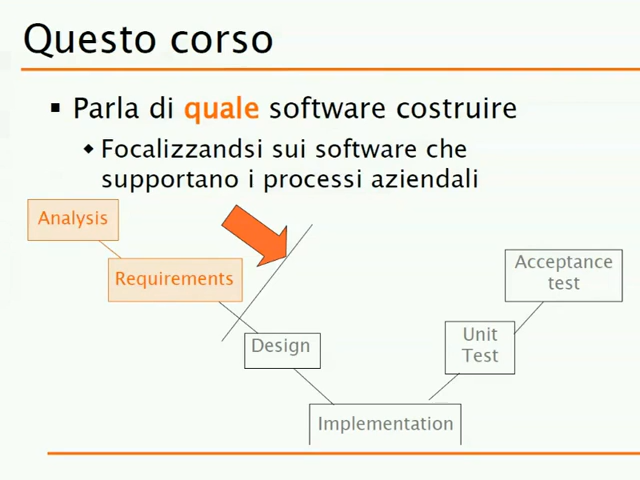 Questo corso
Parla di quale software costruire
Focalizzandsi sui software che
supportano i processi aziendali
Analysis
Requirements
Acceptance
test
Design
Unit
Test
Implementation